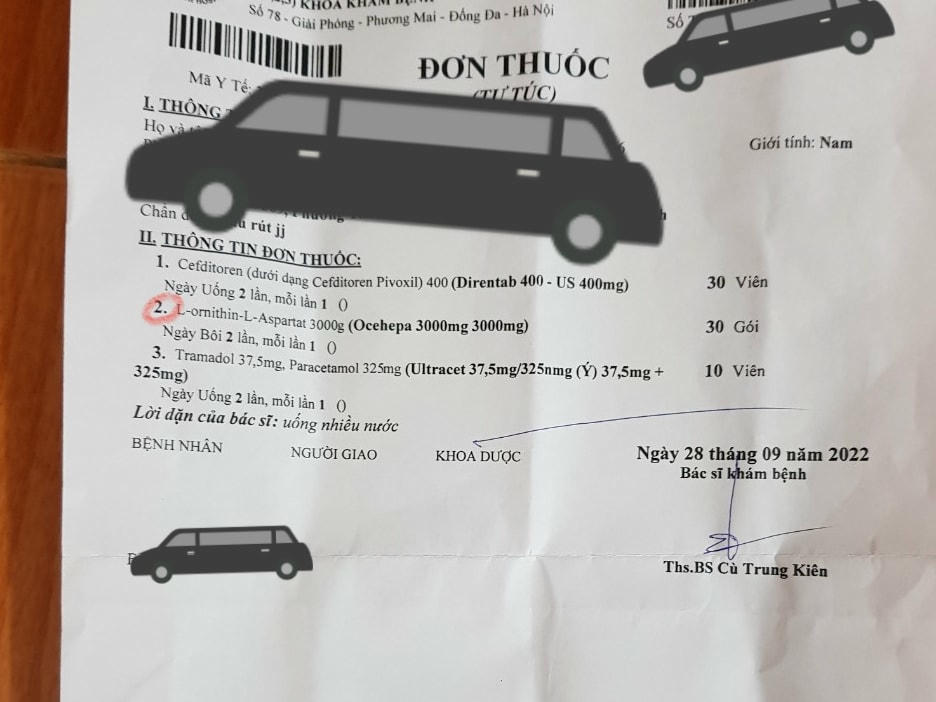 KHOA KHÁM BỆNH
Số 78 - Giải Phóng - Phương Mai - Đống Đa - Hà Nội
Số
ĐƠN THUỐC
(TỰ TÚC)
Mã Y Tế:
I. THÔNG
Họ và
Giới tính: Nam
Chẩn
rút jj
II. THÔNG TIN ĐƠN THUỐC:
1. Cefditoren (dưới dạng Cefditoren Pivoxil) 400 (Direntab 400 - US 400mg) 30 Viên
Ngày Uống 2 lần, mỗi lần 1 ()
2. L-ornithin-L-Aspartat 3000g (Ocehepa 3000mg 3000mg) 30 Gói
Ngày Bôi 2 lần, mỗi lần 1 ()
3. Tramadol 37,5mg, Paracetamol 325mg (Ultracet 37,5mg/325nmg (Ý) 37,5mg + 10 Viên
325mg)
Ngày Uống 2 lần, mỗi lần 1 ()
Lời dặn của bác sĩ: uống nhiều nước
BỆNH NHÂN NGƯỜI GIAO KHOA DƯỢC
Ngày 28 tháng 09 năm 2022
Bác sĩ khám bệnh
Ths.BS Cù Trung Kiên